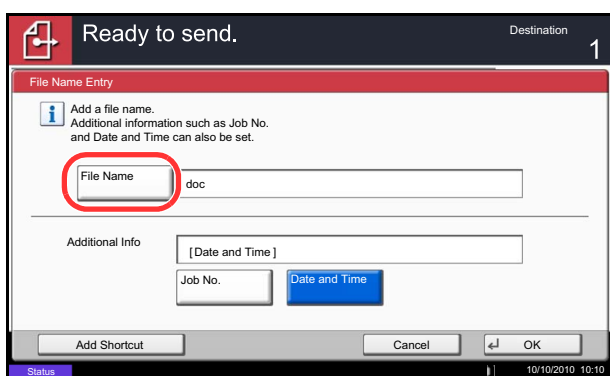 Ready to send.
Destination
1
File Name Entry
Add a file name.
Additional information such as Job No.
and Date and Time can also be set.
File Name
doc
Additional Info
[Date and Time]
Job No.
Date and Time
Add Shortcut
Cancel
OK
Status
10/10/2010 10:10